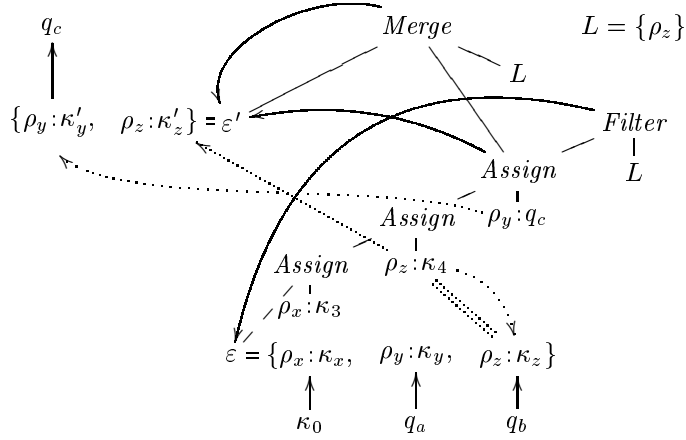 q_c Merge L = {ρ_z}
L
{ρ_y : κ'_y, ρ_z : κ'_z} = ε' Filter
Assign L
Assign ρ_y : q_c
Assign ρ_z : κ_4
ρ_x : κ_3
ε = {ρ_x : κ_x, ρ_y : κ_y, ρ_z : κ_z}
κ_0 q_a q_b